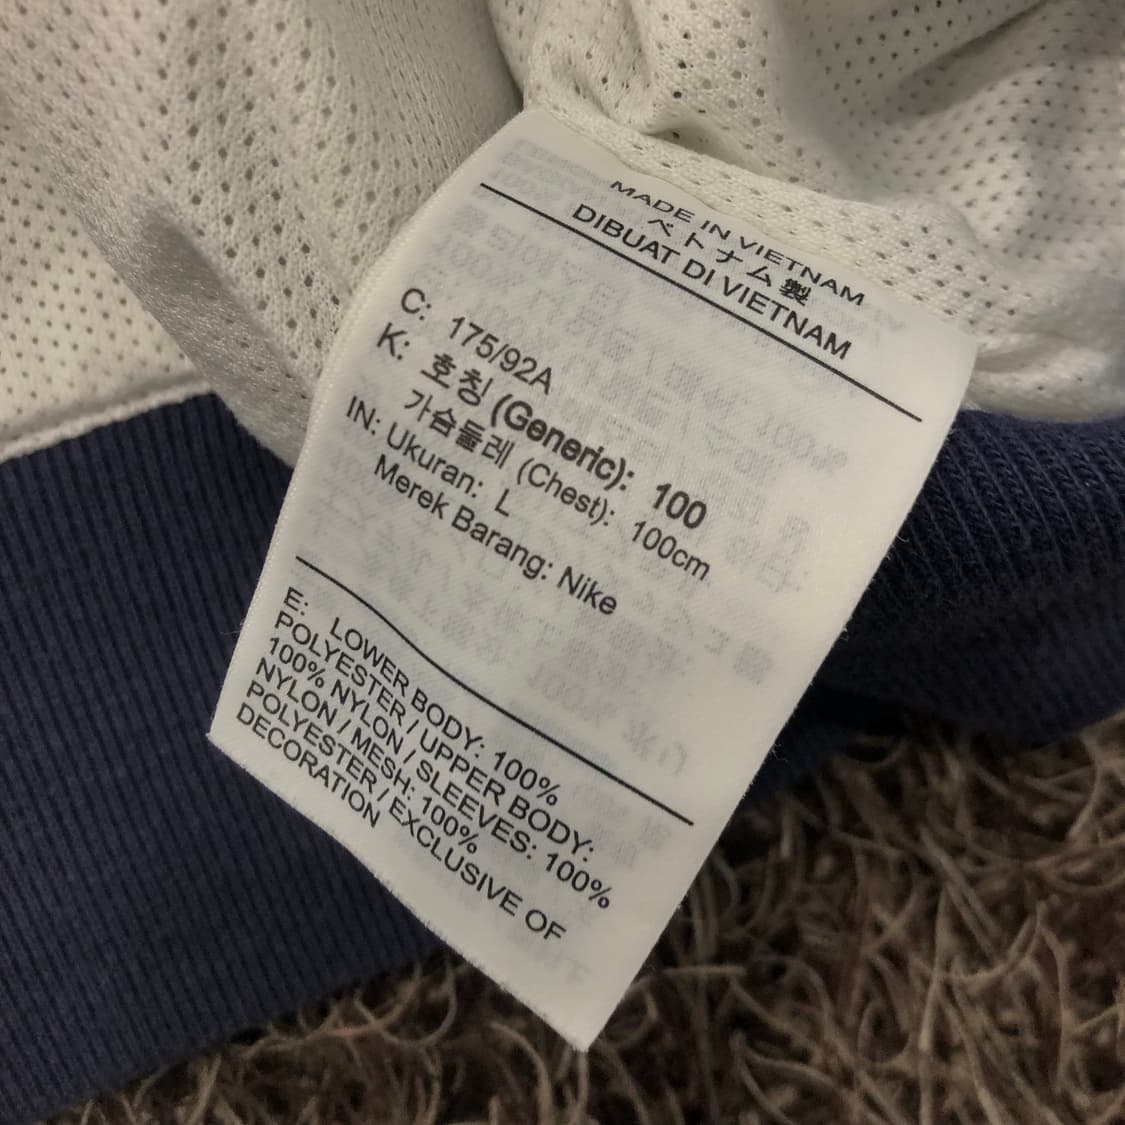 MADE IN VIETNAM
ベトナム製
DIBUAT DI VIETNAM
C: 175/92A
K: 호칭 (Generic): 100
가슴둘레 (Chest): 100cm
IN: Ukuran: L
Merek Barang: Nike
E: LOWER BODY: 100%
POLYESTER / UPPER BODY:
100% NYLON / SLEEVES: 100%
NYLON / MESH: 100%
POLYESTER / EXCLUSIVE OF
DECORATION